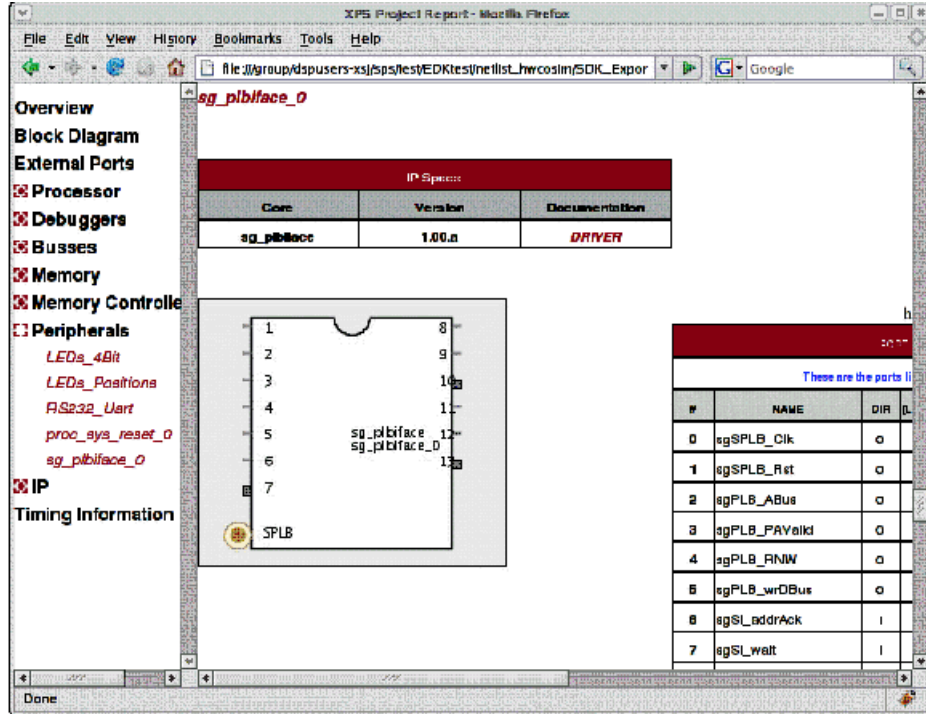 XPS Project Report - Mozilla Firefox
File Edit View History Bookmarks Tools Help
file:///group/dspusers-xsj/sps/test/EDKtest/netlist_hwcosim/SDK_Expor
Google
Overview
Block Diagram
External Ports
Processor
Debuggers
Busses
Memory
Memory Controlle
Peripherals
LEDs_4Bit
LEDs_Positions
RS232_Uart
proc_sys_reset_0
sg_plbiface_0
IP
Timing Information
sg_plbiface_0
IP Specs
Core Version Documentation
sg_plbiface 1.00.a DRIVER
1 8
2 9
3 10
4 11
5 sg_plbiface 12
sg_plbiface_0
6 13
7
SPLB
These are the ports li
# NAME DIR [L
0 sgSPLB_Clk O
1 sgSPLB_Rst O
2 sgPLB_ABus O
3 sgPLB_PAValid O
4 sgPLB_RNW O
5 sgPLB_wrDBus O
6 sgSl_addrAck I
7 sgSl_wait I
Done